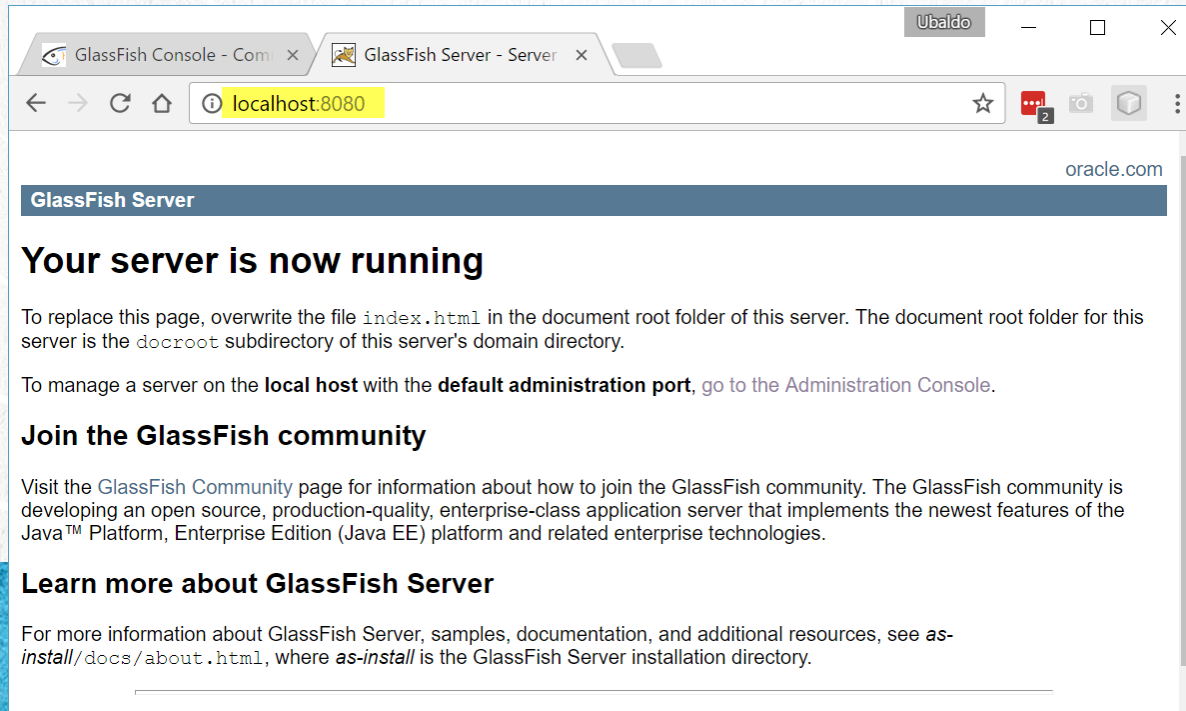 Ubaldo
GlassFish Console - Com
GlassFish Server - Server
localhost:8080
2
oracle.com
GlassFish Server
Your server is now running
To replace this page, overwrite the file index.html in the document root folder of this server. The document root folder for this
server is the docroot subdirectory of this server's domain directory.
To manage a server on the local host with the default administration port, go to the Administration Console.
Join the GlassFish community
Visit the GlassFish Community page for information about how to join the GlassFish community. The GlassFish community is
developing an open source, production-quality, enterprise-class application server that implements the newest features of the
Java™ Platform, Enterprise Edition (Java EE) platform and related enterprise technologies.
Learn more about GlassFish Server
For more information about GlassFish Server, samples, documentation, and additional resources, see as-
install/docs/about.html, where as-install is the GlassFish Server installation directory.